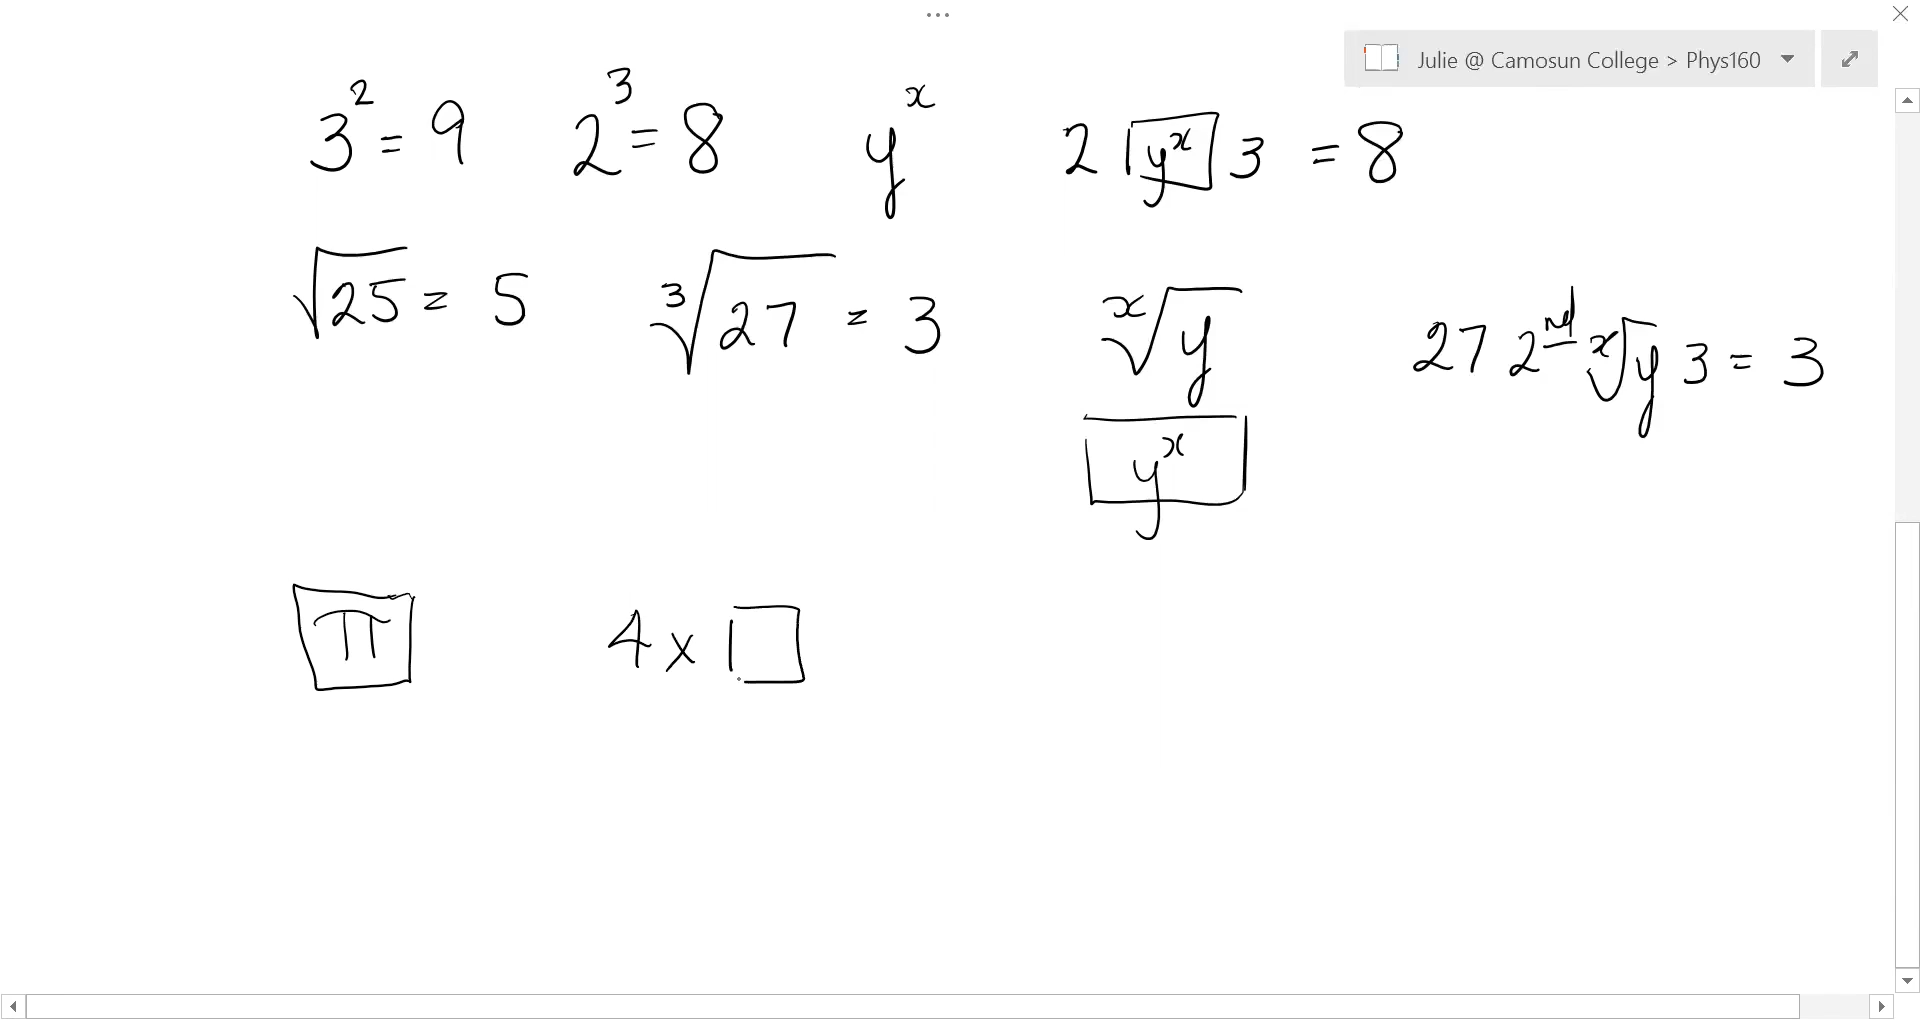 Julie @ Camosun College > Phys160
3² = 9 2³ = 8 yˣ 2 yˣ 3 = 8
√25 = 5 ³√27 = 3 ˣ√y 27 2nd ˣ√y 3 = 3
yˣ
π 4 x